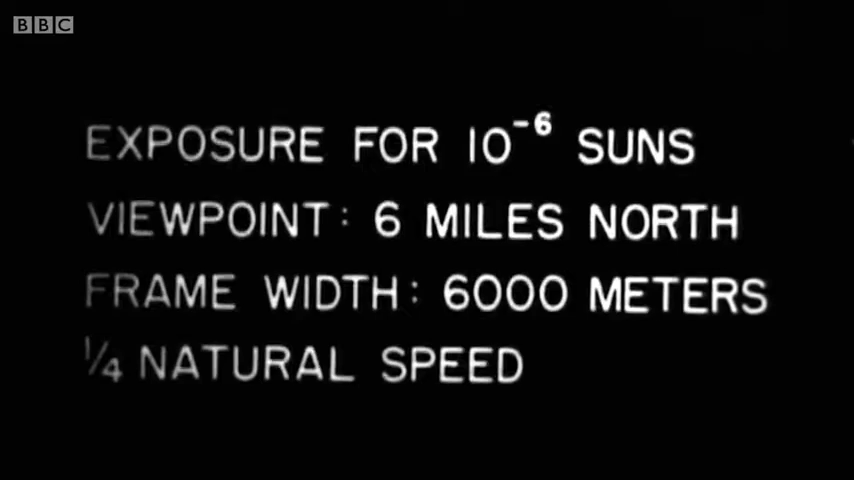 BBC
EXPOSURE FOR 10⁻⁶ SUNS
VIEWPOINT: 6 MILES NORTH
FRAME WIDTH: 6000 METERS
¼ NATURAL SPEED